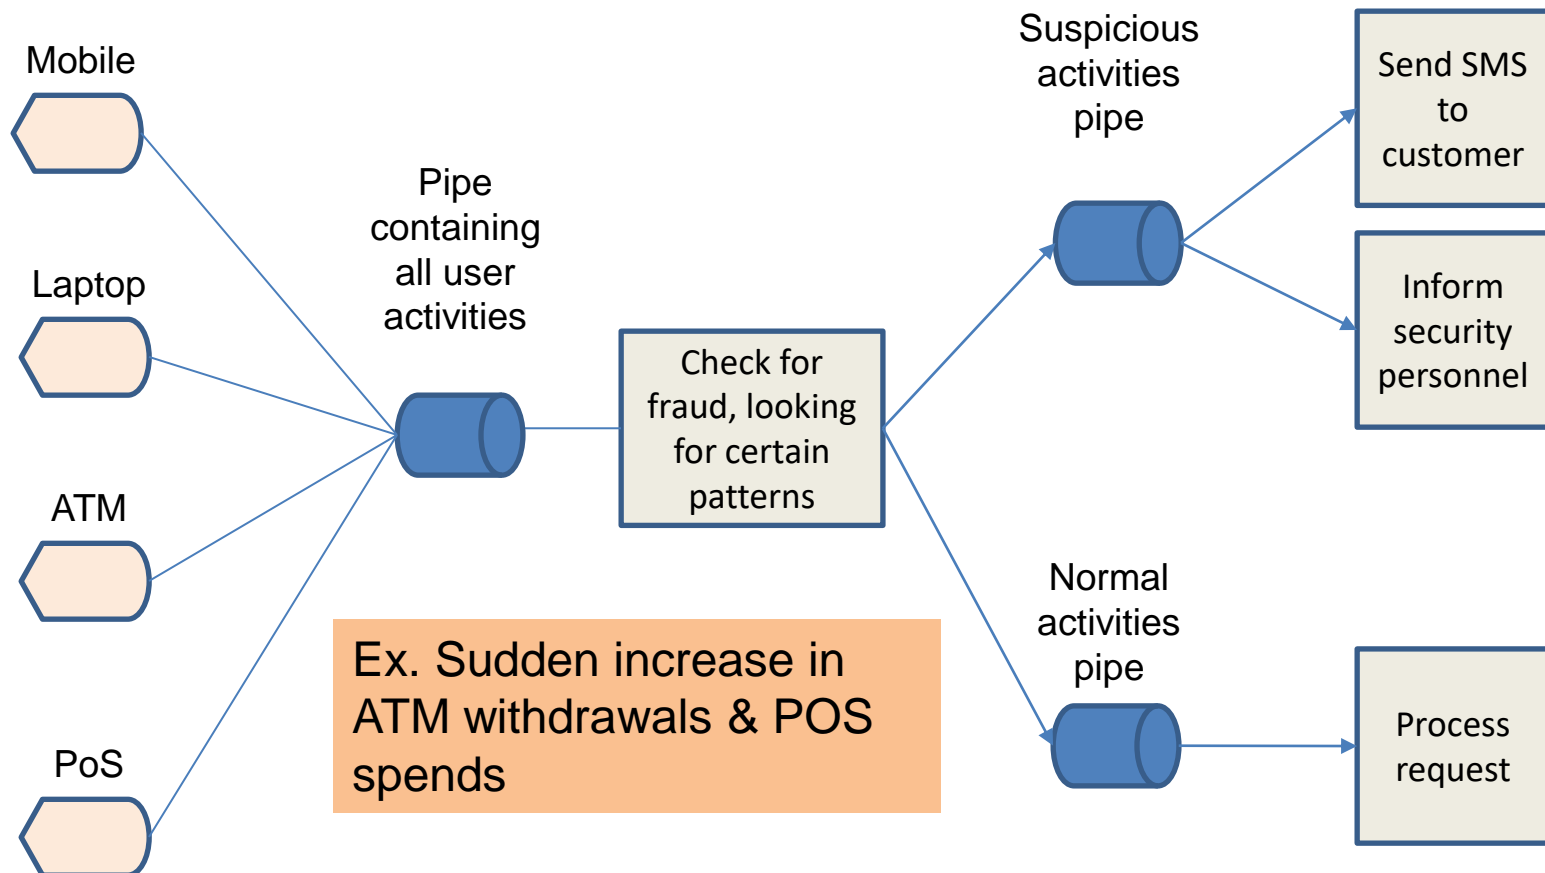 Mobile
Laptop
ATM
PoS
Pipe
containing
all user
activities
Check for
fraud, looking
for certain
patterns
Ex. Sudden increase in
ATM withdrawals & POS
spends
Suspicious
activities
pipe
Send SMS
to
customer
Inform
security
personnel
Normal
activities
pipe
Process
request